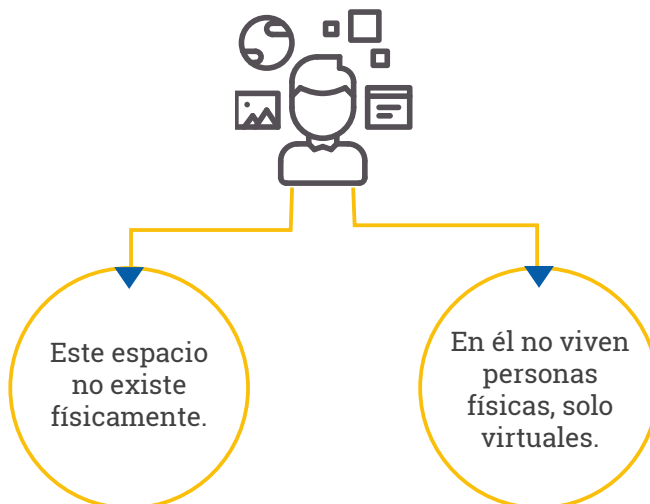 Este espacio
no existe
físicamente.
En él no viven
personas
físicas, solo
virtuales.